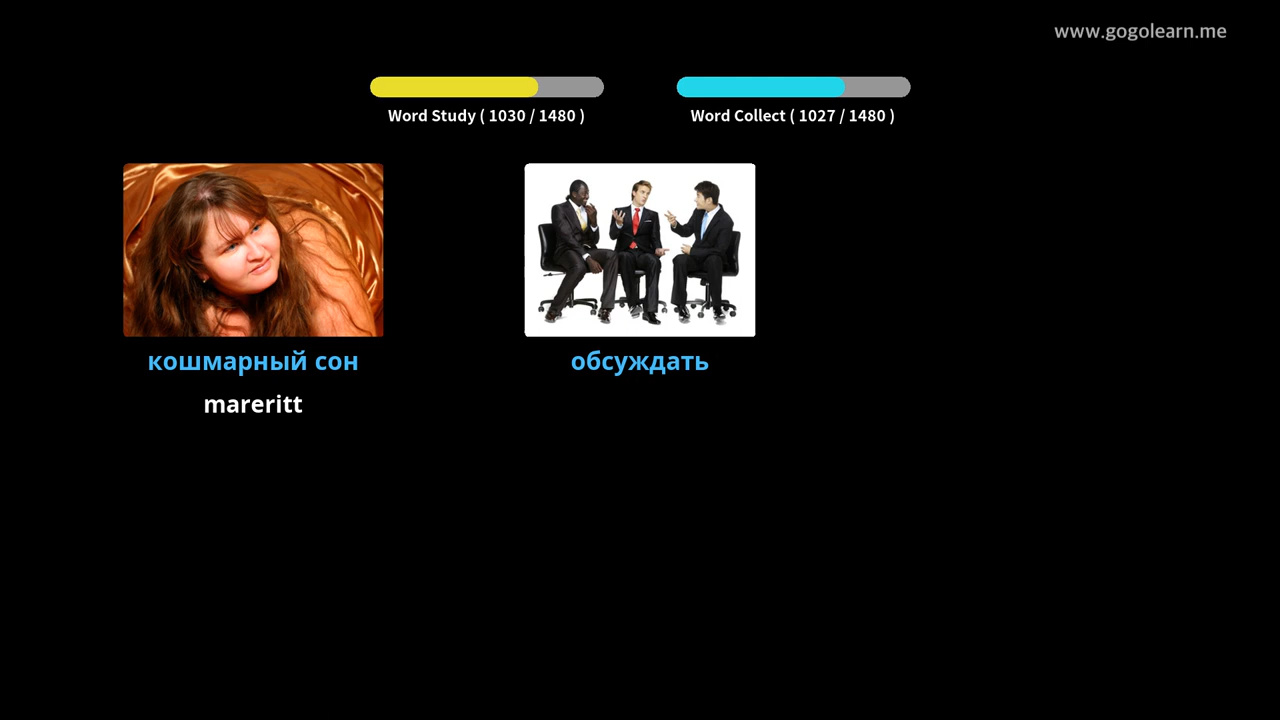 www.gogolearn.me
Word Study ( 1030 / 1480 )
Word Collect ( 1027 / 1480 )
кошмарный сон
обсуждать
mareritt